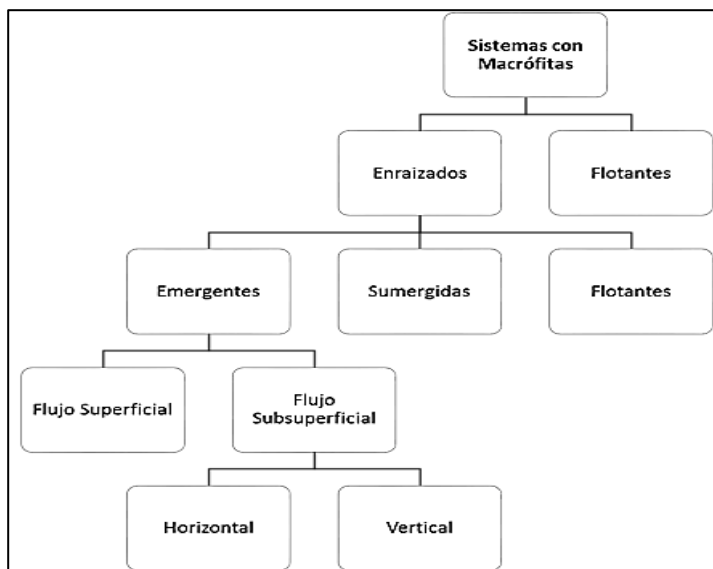 Sistemas con
Macrófitas
Enraizados
Flotantes
Emergentes
Sumergidas
Flotantes
Flujo Superficial
Flujo
Subsuperficial
Horizontal
Vertical